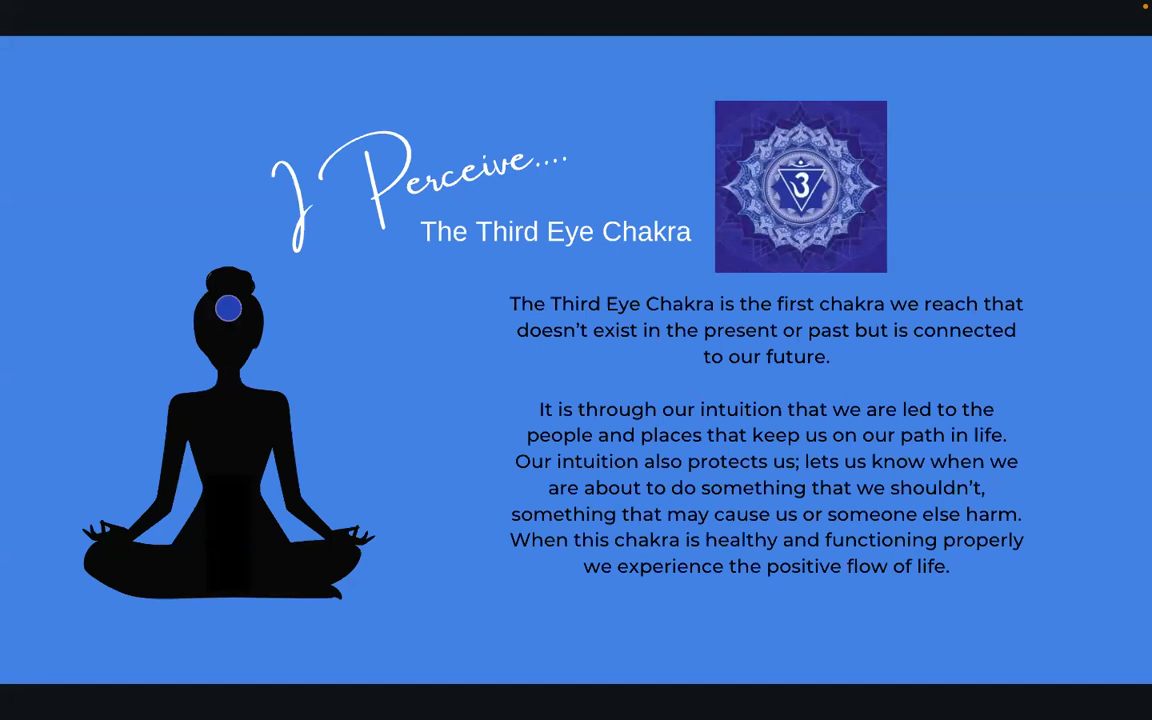 I Perceive....
The Third Eye Chakra
The Third Eye Chakra is the first chakra we reach that
doesn’t exist in the present or past but is connected
to our future.
It is through our intuition that we are led to the
people and places that keep us on our path in life.
Our intuition also protects us; lets us know when we
are about to do something that we shouldn’t,
something that may cause us or someone else harm.
When this chakra is healthy and functioning properly
we experience the positive flow of life.